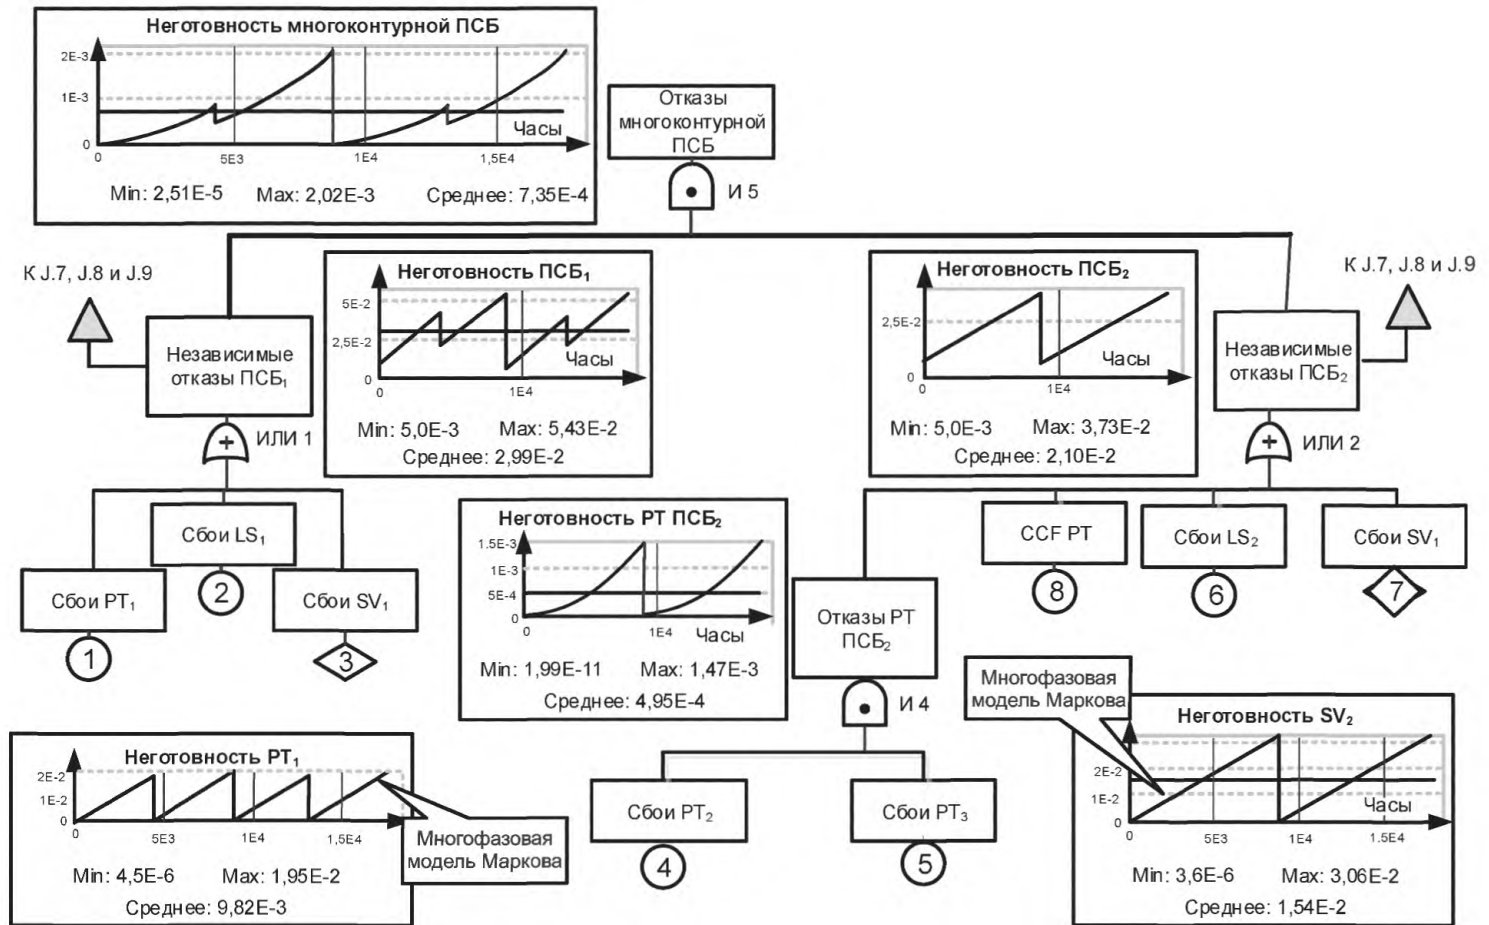 Неготовность многоконтурной ПСБ
2E-3
1E-3
0
0
5E3
1E4
1,5E4
Часы
Min: 2,51E-5 Max: 2,02E-3 Среднее: 7,35E-4
Отказы
многоконтурной
ПСБ
И 5
К J.7, J.8 и J.9
Независимые
отказы ПСБ₁
ИЛИ 1
Неготовность ПСБ₁
5E-2
2,5E-2
0
0
1E4
Часы
Min: 5,0E-3 Max: 5,43E-2
Среднее: 2,99E-2
Неготовность ПСБ₂
2,5E-2
0
0
1E4
Часы
Min: 5,0E-3 Max: 3,73E-2
Среднее: 2,10E-2
К J.7, J.8 и J.9
Независимые
отказы ПСБ₂
ИЛИ 2
Сбои LS₁
2
Сбои PT₁
1
Сбои SV₁
3
Неготовность PT ПСБ₂
1.5E-3
1E-3
5E-4
0
0
1E4
Часы
Min: 1,99E-11 Max: 1,47E-3
Среднее: 4,95E-4
Отказы PT
ПСБ₂
И 4
CCF PT
8
Сбои LS₂
6
Сбои SV₁
7
Сбои PT₂
4
Сбои PT₃
5
Неготовность PT₁
2E-2
1E-2
0
0
5E3
1E4
1,5E4
Многофазовая
модель Маркова
Min: 4,5E-6 Max: 1,95E-2
Среднее: 9,82E-3
Многофазовая
модель Маркова
Неготовность SV₂
2E-2
1E-2
0
0
5E3
1E4
1.5E4
Часы
Min: 3,6E-6 Max: 3,06E-2
Среднее: 1,54E-2